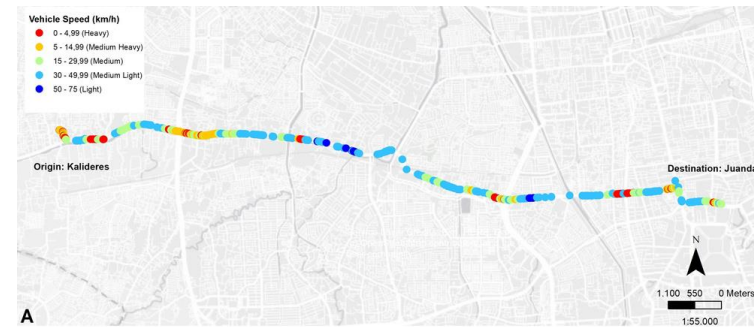 Vehicle Speed (km/h)
0 - 4,99 (Heavy)
5 - 14,99 (Medium Heavy)
15 - 29,99 (Medium)
30 - 49,99 (Medium Light)
50 - 75 (Light)
Origin: Kalideres
Destination: Juanda
N
1.100 550 0 Meters
1:55,000
A